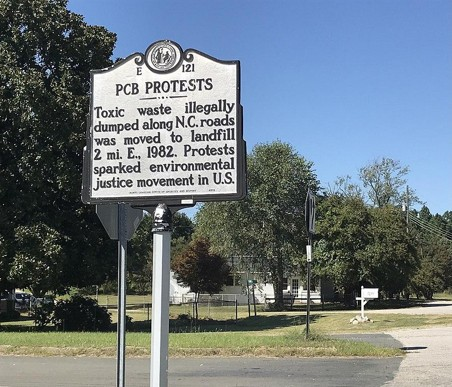 E 121
PCB PROTESTS
Toxic waste illegally
dumped along N.C. roads
was moved to landfill
2 mi. E., 1982. Protests
sparked environmental
justice movement in U.S.